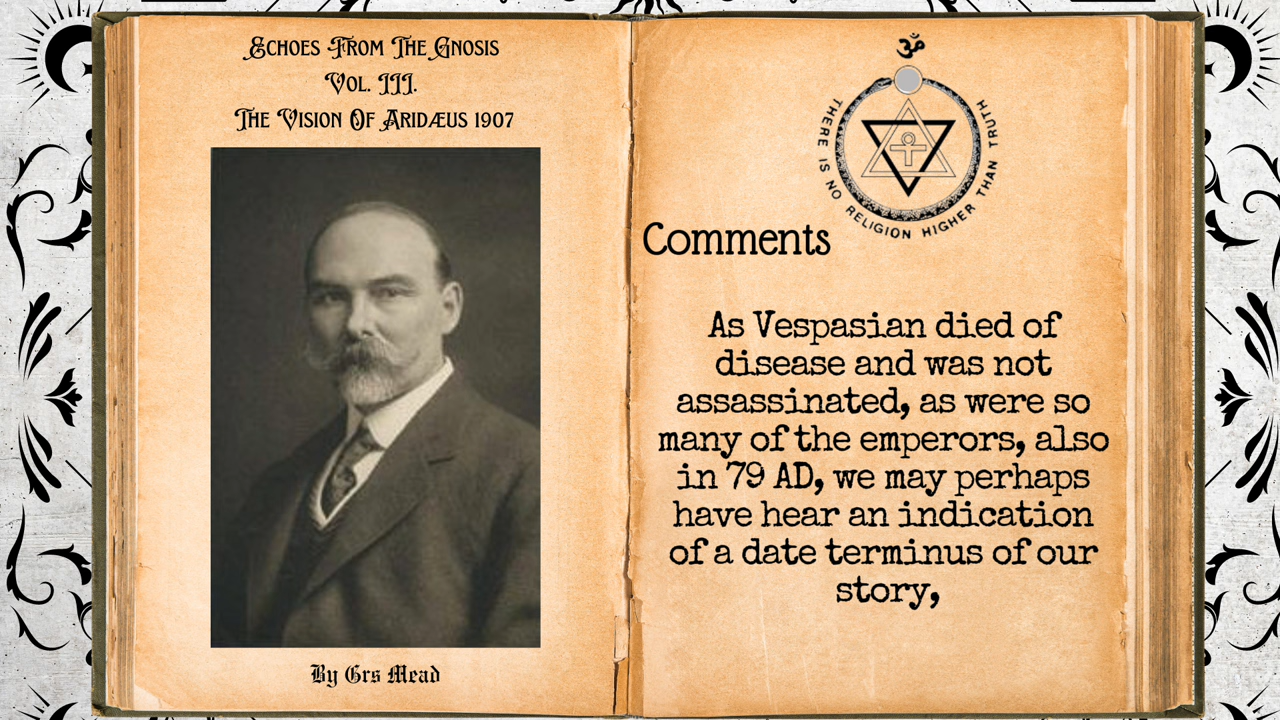 Echoes From The Gnosis
Vol. III.
The Vision Of Aridæus 1907
By Grs Mead
ॐ
THERE IS NO RELIGION HIGHER THAN TRUTH
Comments
As Vespasian died of
disease and was not
assassinated, as were so
many of the emperors, also
in 79 AD, we may perhaps
have hear an indication
of a date terminus of our
story,